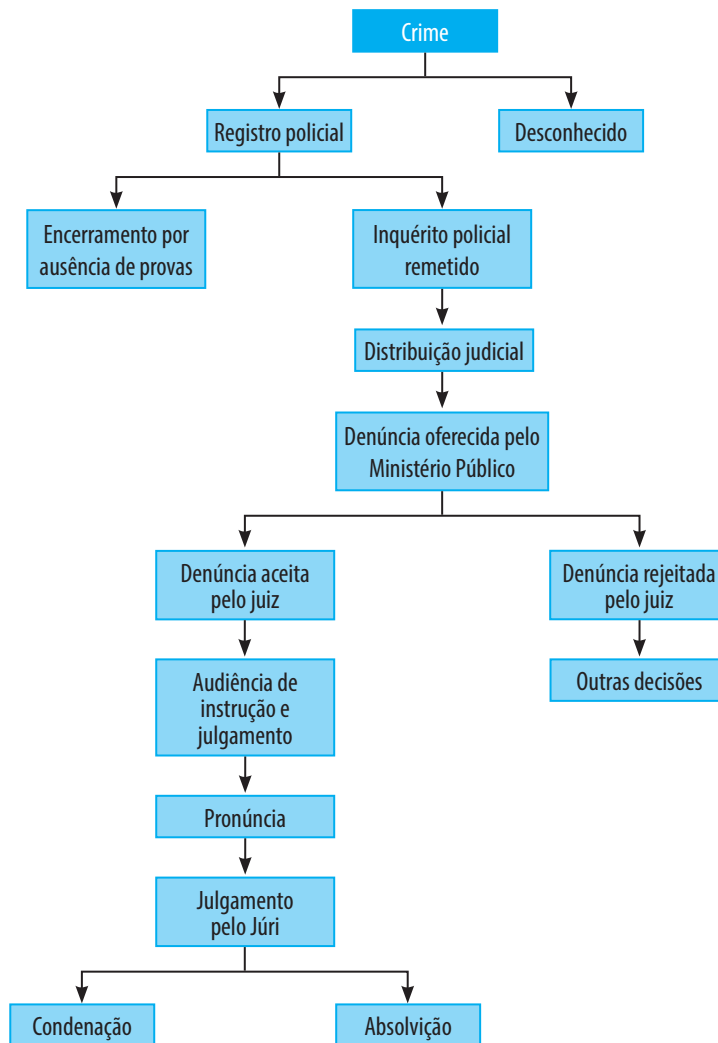 Crime
Registro policial
Desconhecido
Encerramento por
ausência de provas
Inquérito policial
remetido
Distribuição judicial
Denúncia oferecida pelo
Ministério Público
Denúncia aceita
pelo juiz
Denúncia rejeitada
pelo juiz
Audiência de
instrução e
julgamento
Outras decisões
Pronúncia
Julgamento
pelo Júri
Condenação
Absolvição